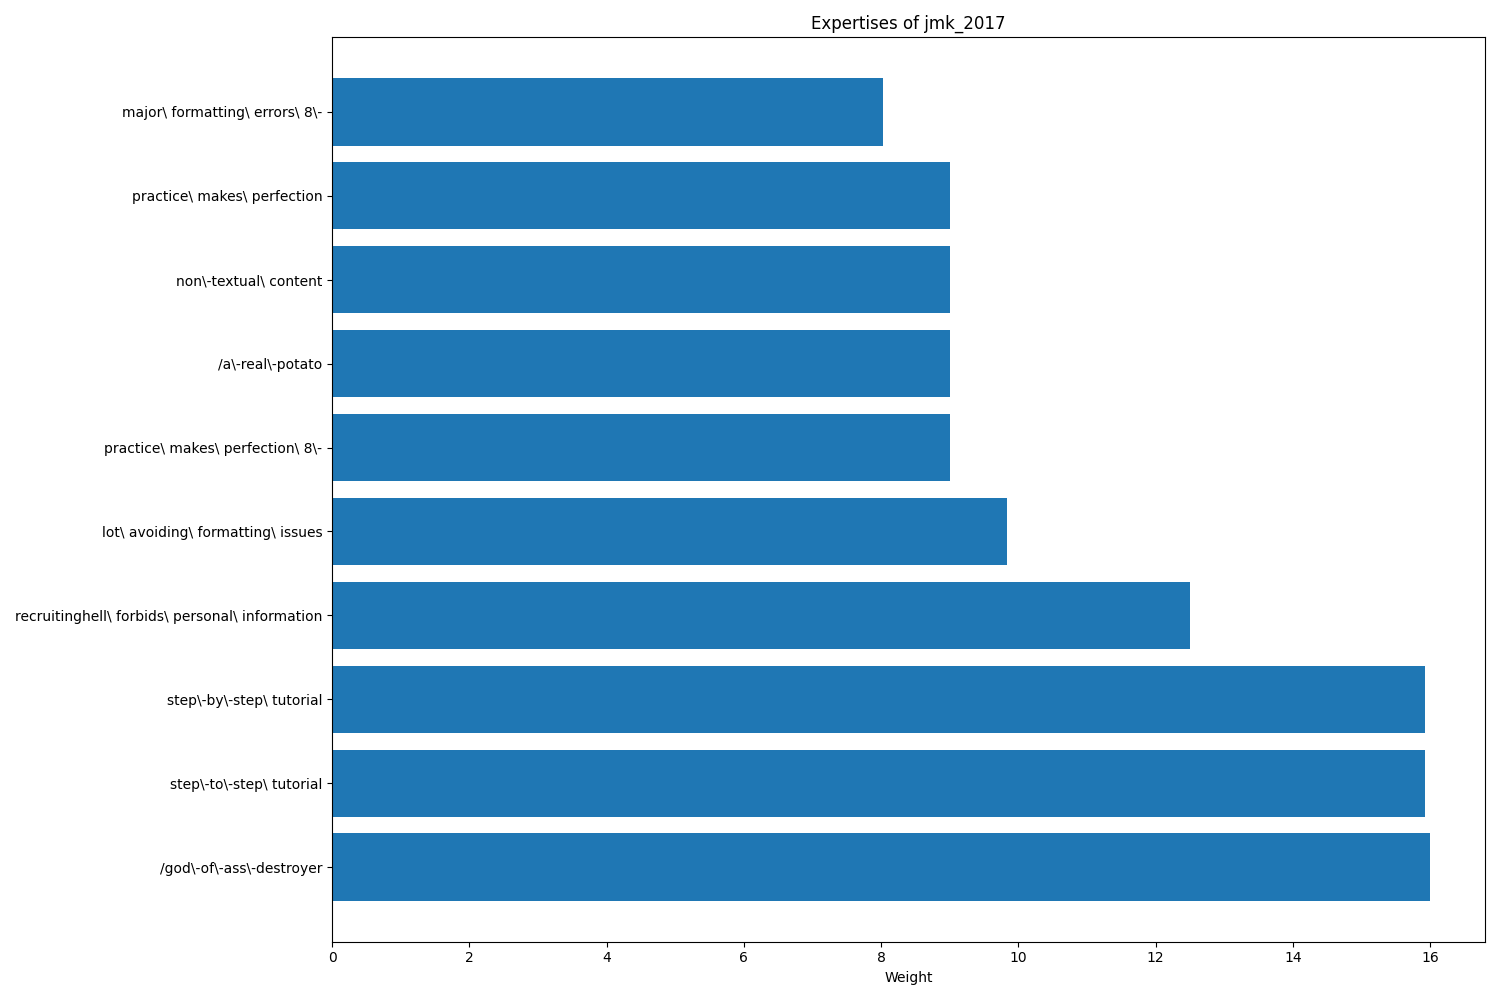 Expertises of jmk_2017
major\ formatting\ errors\ 8\-
practice\ makes\ perfection
non\-textual\ content
/a\-real\-potato
practice\ makes\ perfection\ 8\-
lot\ avoiding\ formatting\ issues
recruitinghell\ forbids\ personal\ information
step\-by\-step\ tutorial
step\-to\-step\ tutorial
/god\-of\-ass\-destroyer
0 2 4 6 8 10 12 14 16
Weight